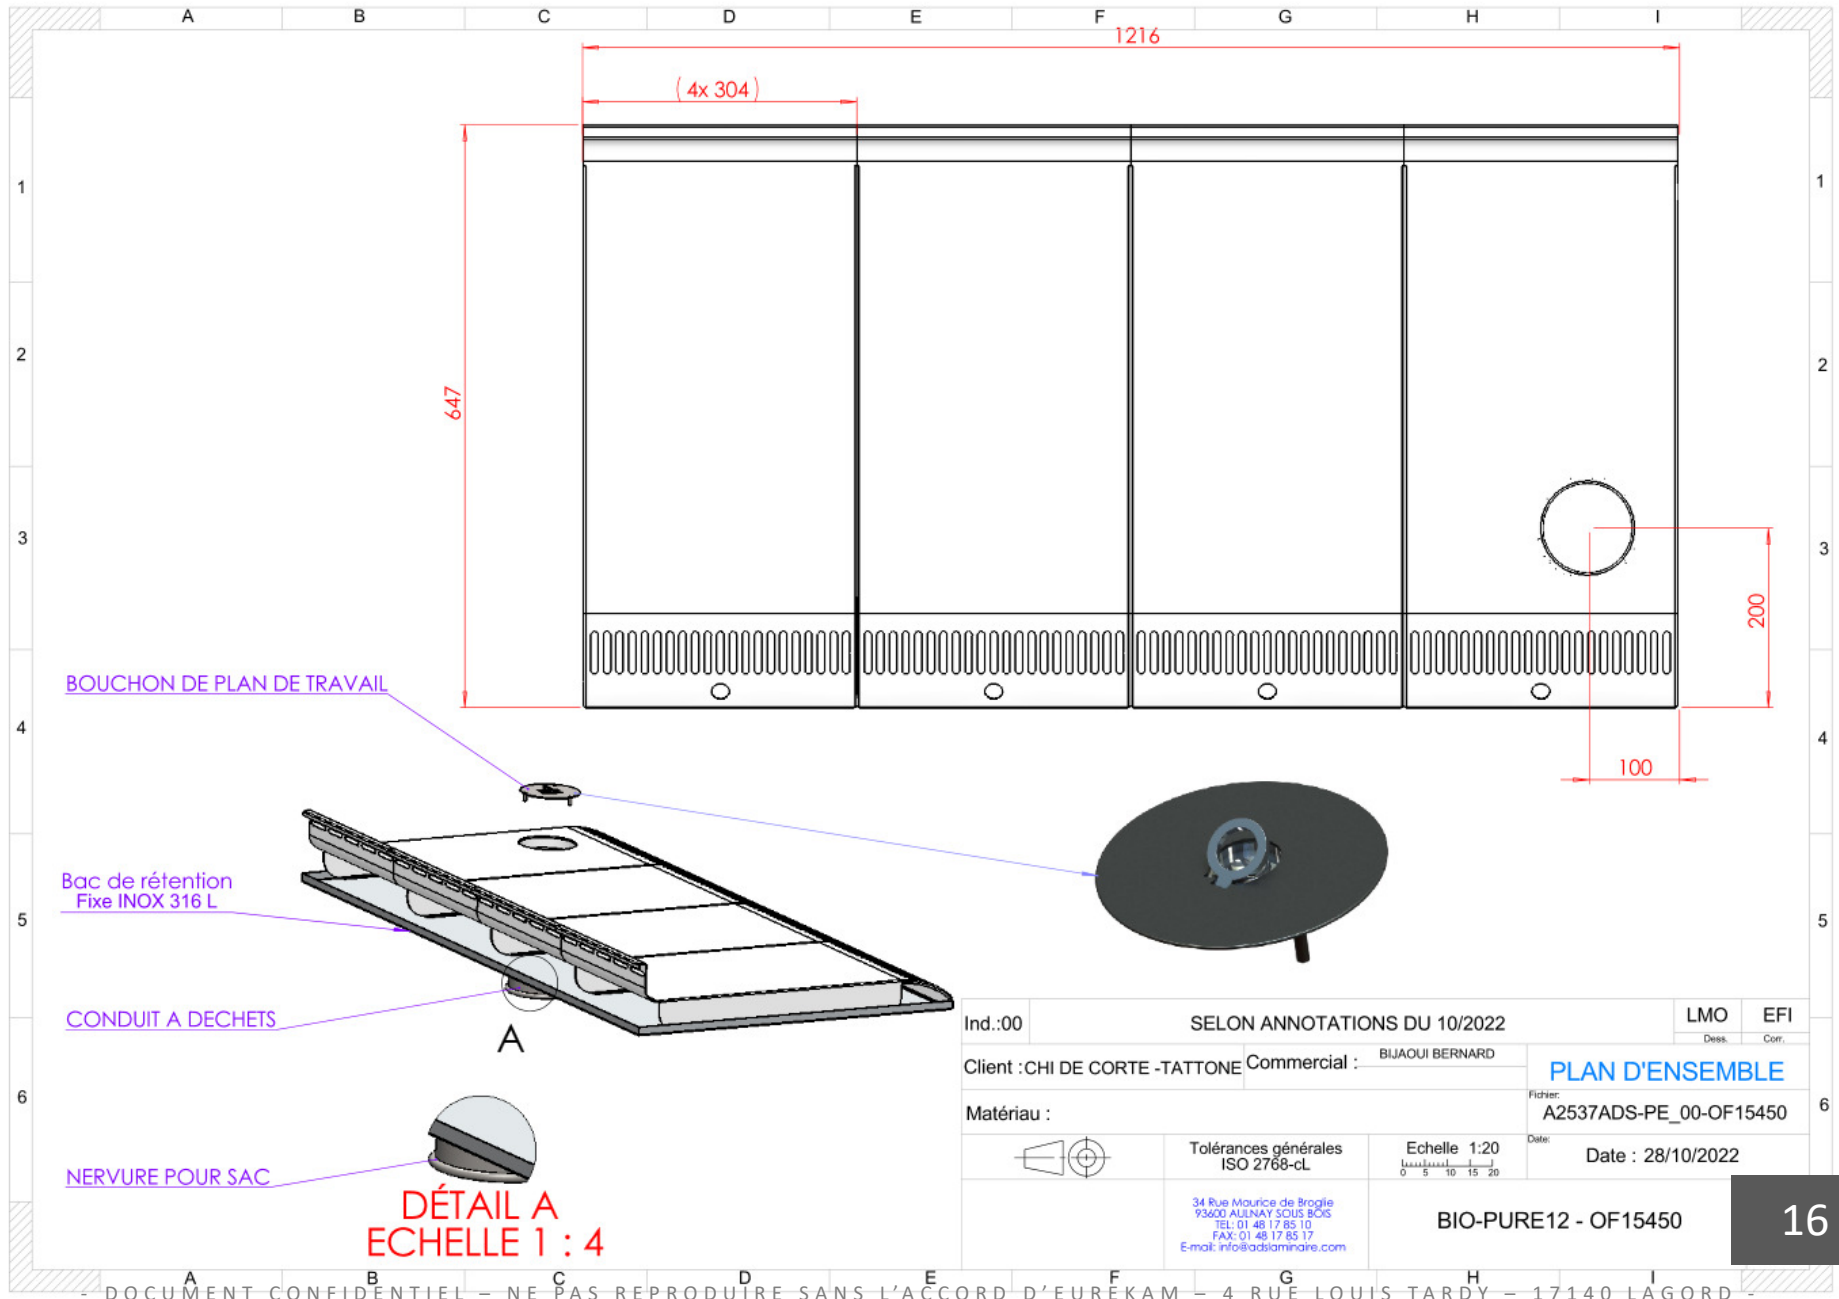 A B C D E F G H I
1216
( 4x 304 )
1 1
2 2
647
3 3
200
BOUCHON DE PLAN DE TRAVAIL
4 4
100
Bac de rétention
Fixe INOX 316 L
5 5
CONDUIT A DECHETS
A
NERVURE POUR SAC
DÉTAIL A
ECHELLE 1 : 4
6 6
Ind.:00 SELON ANNOTATIONS DU 10/2022 LMO EFI
Dess. Corr.
Client : CHI DE CORTE -TATTONE Commercial : BIJAOUI BERNARD PLAN D'ENSEMBLE
Matériau : Fichier: A2537ADS-PE_00-OF15450
Tolérances générales
ISO 2768-cL
Echelle 1:20
0 5 10 15 20
Date: Date : 28/10/2022
34 Rue Maurice de Broglie
93600 AULNAY SOUS BOIS
TEL: 01 48 17 85 10
FAX: 01 48 17 85 17
E-mail: info@adslaminaire.com
BIO-PURE12 - OF15450
16
A B C D E F G H I
- DOCUMENT CONFIDENTIEL – NE PAS REPRODUIRE SANS L'ACCORD D'EUREKAM – 4 RUE LOUIS TARDY – 17140 LAGORD -